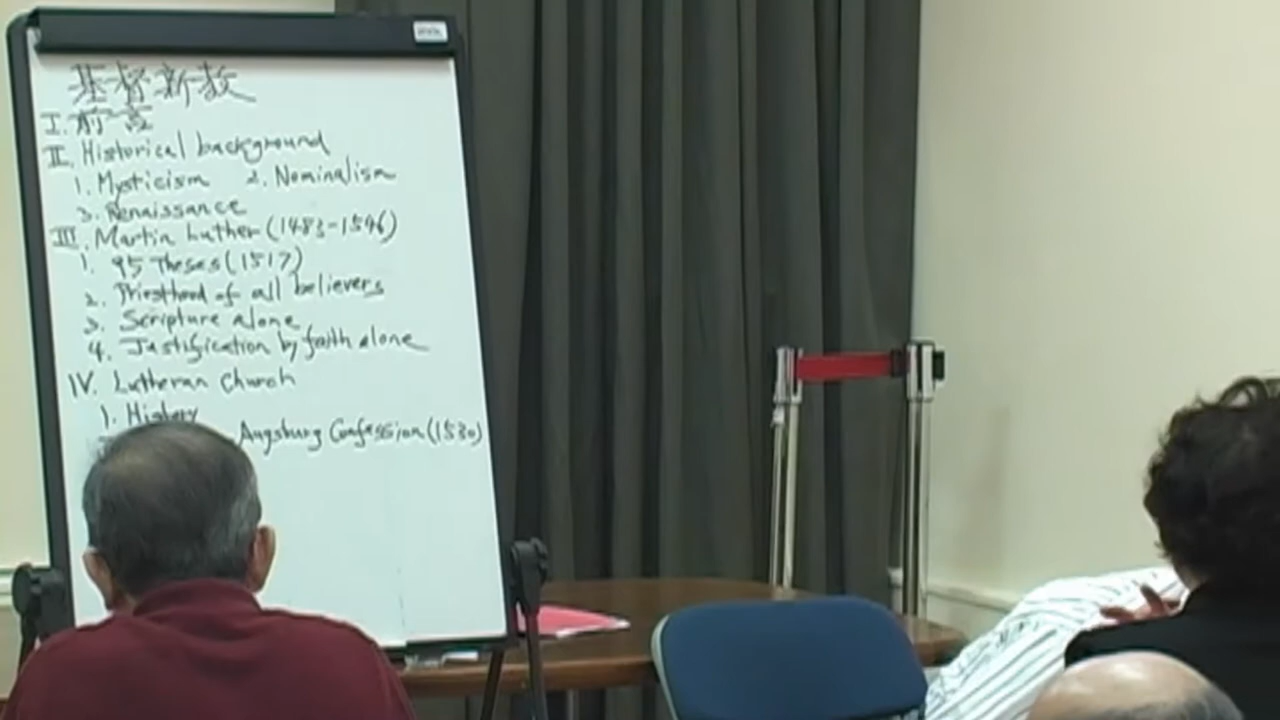 基督新教
I. 前言
II. Historical background
1. Mysticism 2. Nominalism
3. Renaissance
III. Martin Luther (1483-1546)
1. 95 Theses (1517)
2. Priesthood of all believers
3. Scripture alone
4. Justification by faith alone
IV. Lutheran Church
1. History
Augsburg Confession (1530)